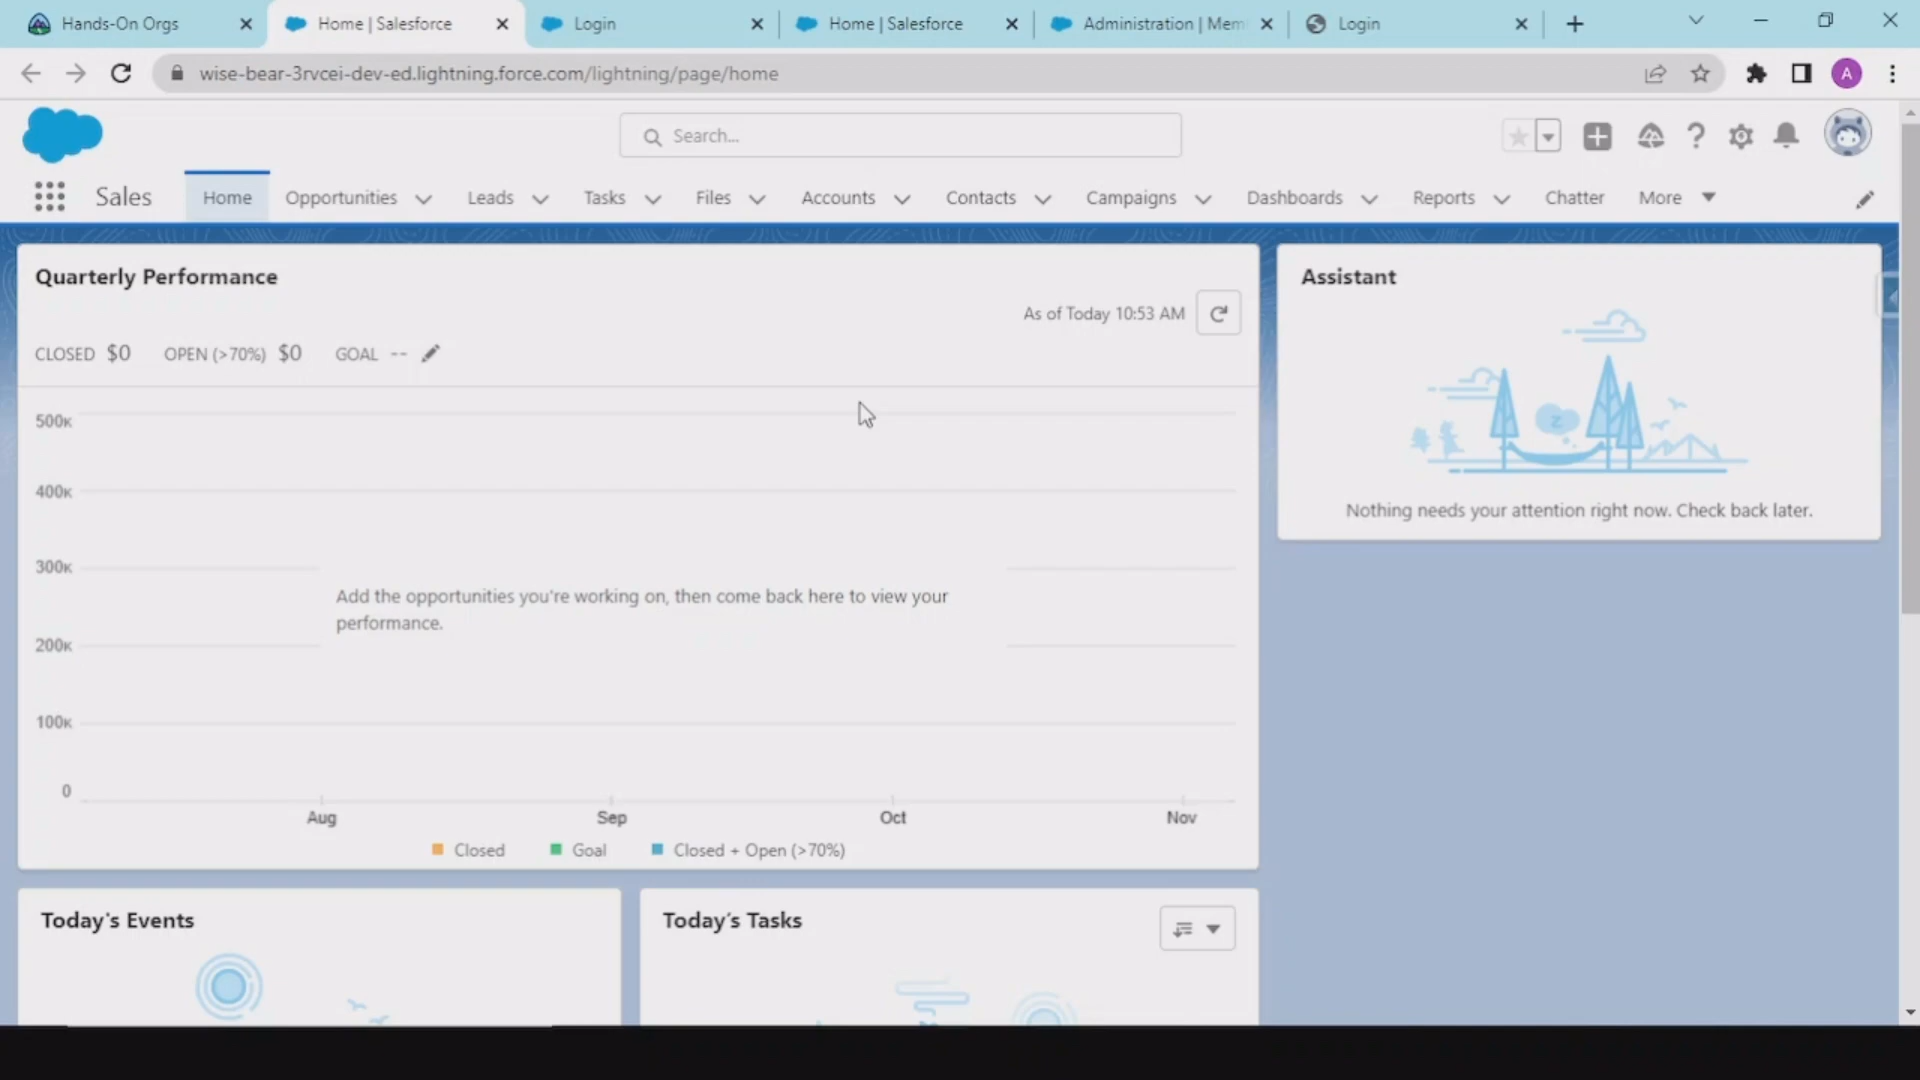 Hands-On Orgs
Home | Salesforce
Login
Home | Salesforce
Administration | Mem
Login
wise-bear-3rvcei-dev-ed.lightning.force.com/lightning/page/home
A
Search...
Sales
Home
Opportunities
Leads
Tasks
Files
Accounts
Contacts
Campaigns
Dashboards
Reports
Chatter
More
Quarterly Performance
As of Today 10:53 AM
CLOSED $0 OPEN (>70%) $0 GOAL --
500K
400K
300K
200K
100K
0
Add the opportunities you're working on, then come back here to view your
performance.
Aug
Sep
Oct
Nov
Closed
Goal
Closed + Open (>70%)
Assistant
z
Nothing needs your attention right now. Check back later.
Today's Events
Today's Tasks